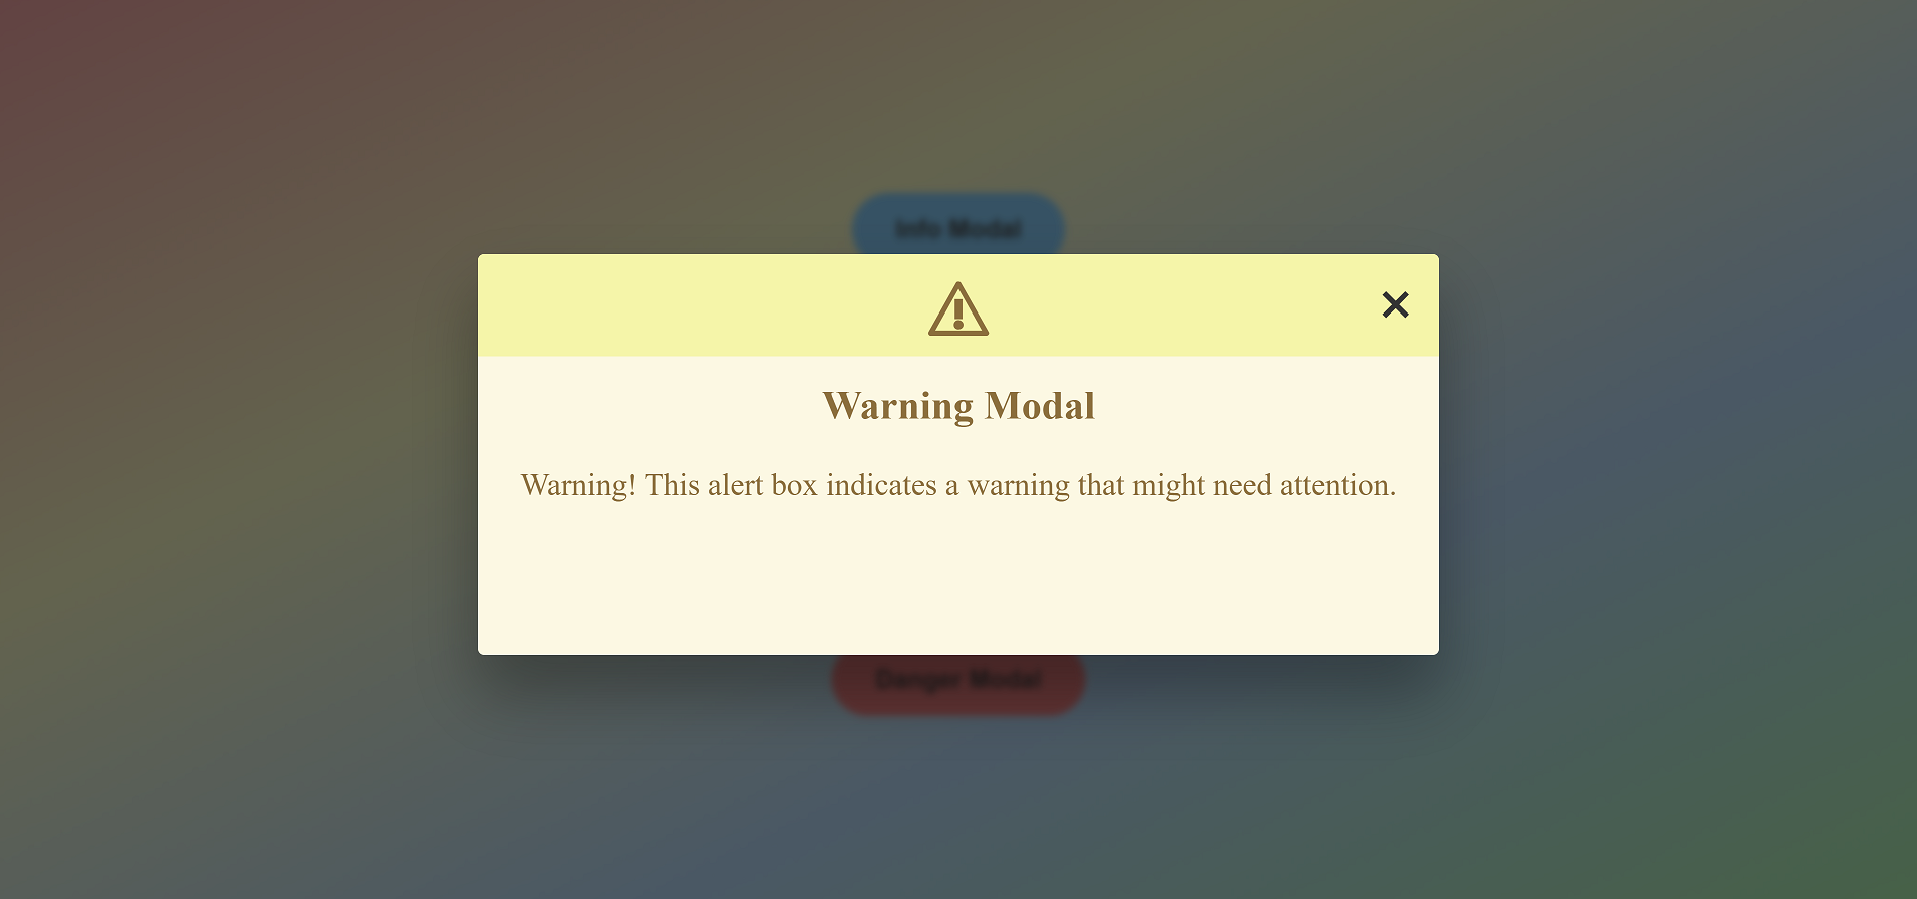 Info Modal
Warning Modal
Warning! This alert box indicates a warning that might need attention.
Danger Modal